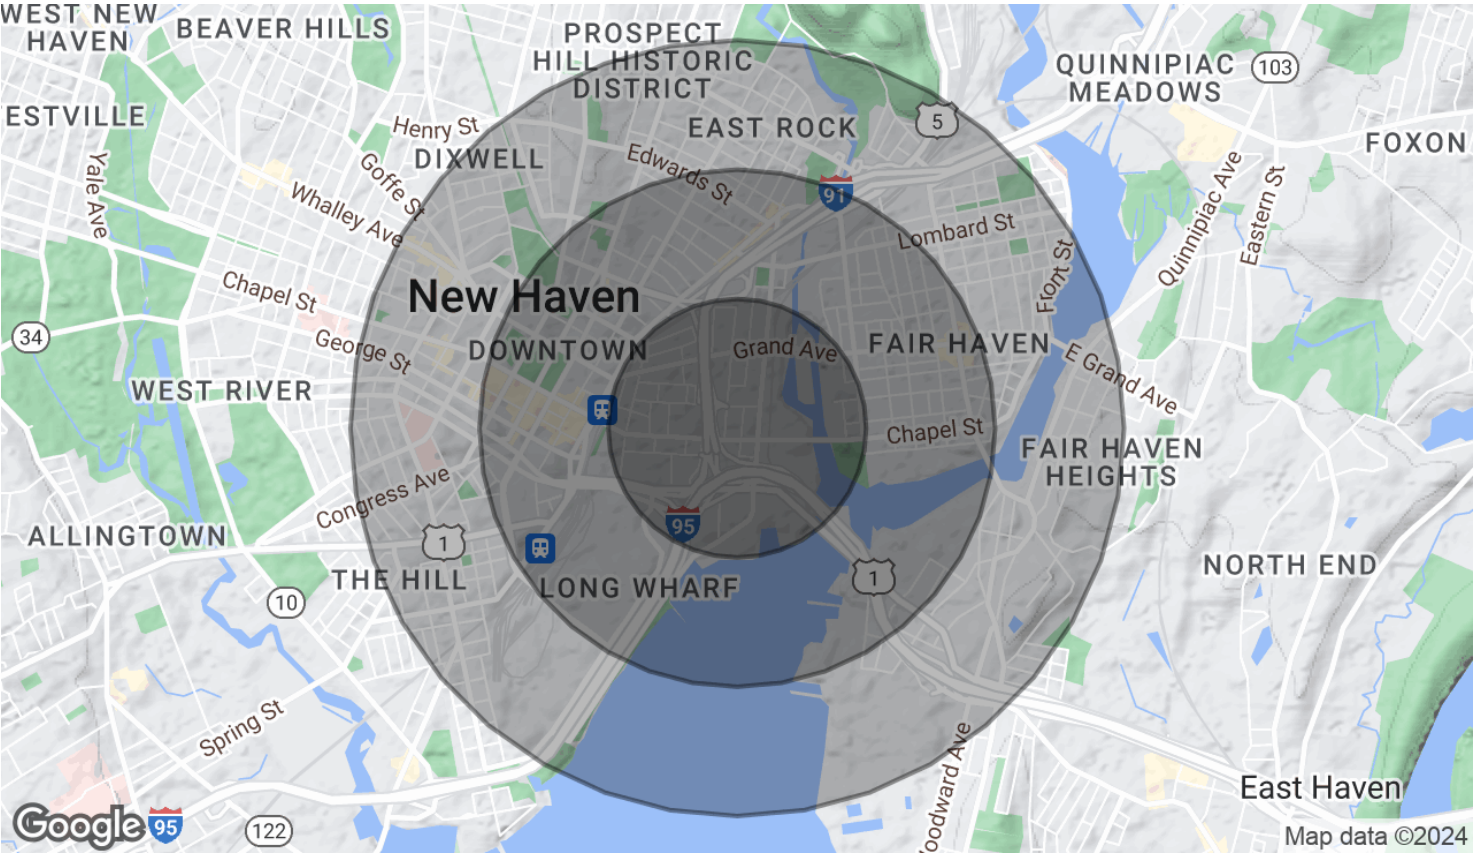 WEST NEW
HAVEN
BEAVER HILLS
PROSPECT
HILL HISTORIC
DISTRICT
QUINNIPIAC
MEADOWS
103
ESTVILLE
Henry St
DIXWELL
EAST ROCK
5
FOXON
Yale Ave
Goffe St
Edwards St
91
Whalley Ave
Lombard St
Front St
Quinnipiac Ave
Eastern St
Chapel St
New Haven
34
George St
DOWNTOWN
Grand Ave
FAIR HAVEN
E Grand Ave
WEST RIVER
Chapel St
FAIR HAVEN
HEIGHTS
Congress Ave
ALLINGTOWN
1
95
THE HILL
LONG WHARF
1
NORTH END
10
Spring St
oodward Ave
East Haven
Google
95
122
Map data ©2024